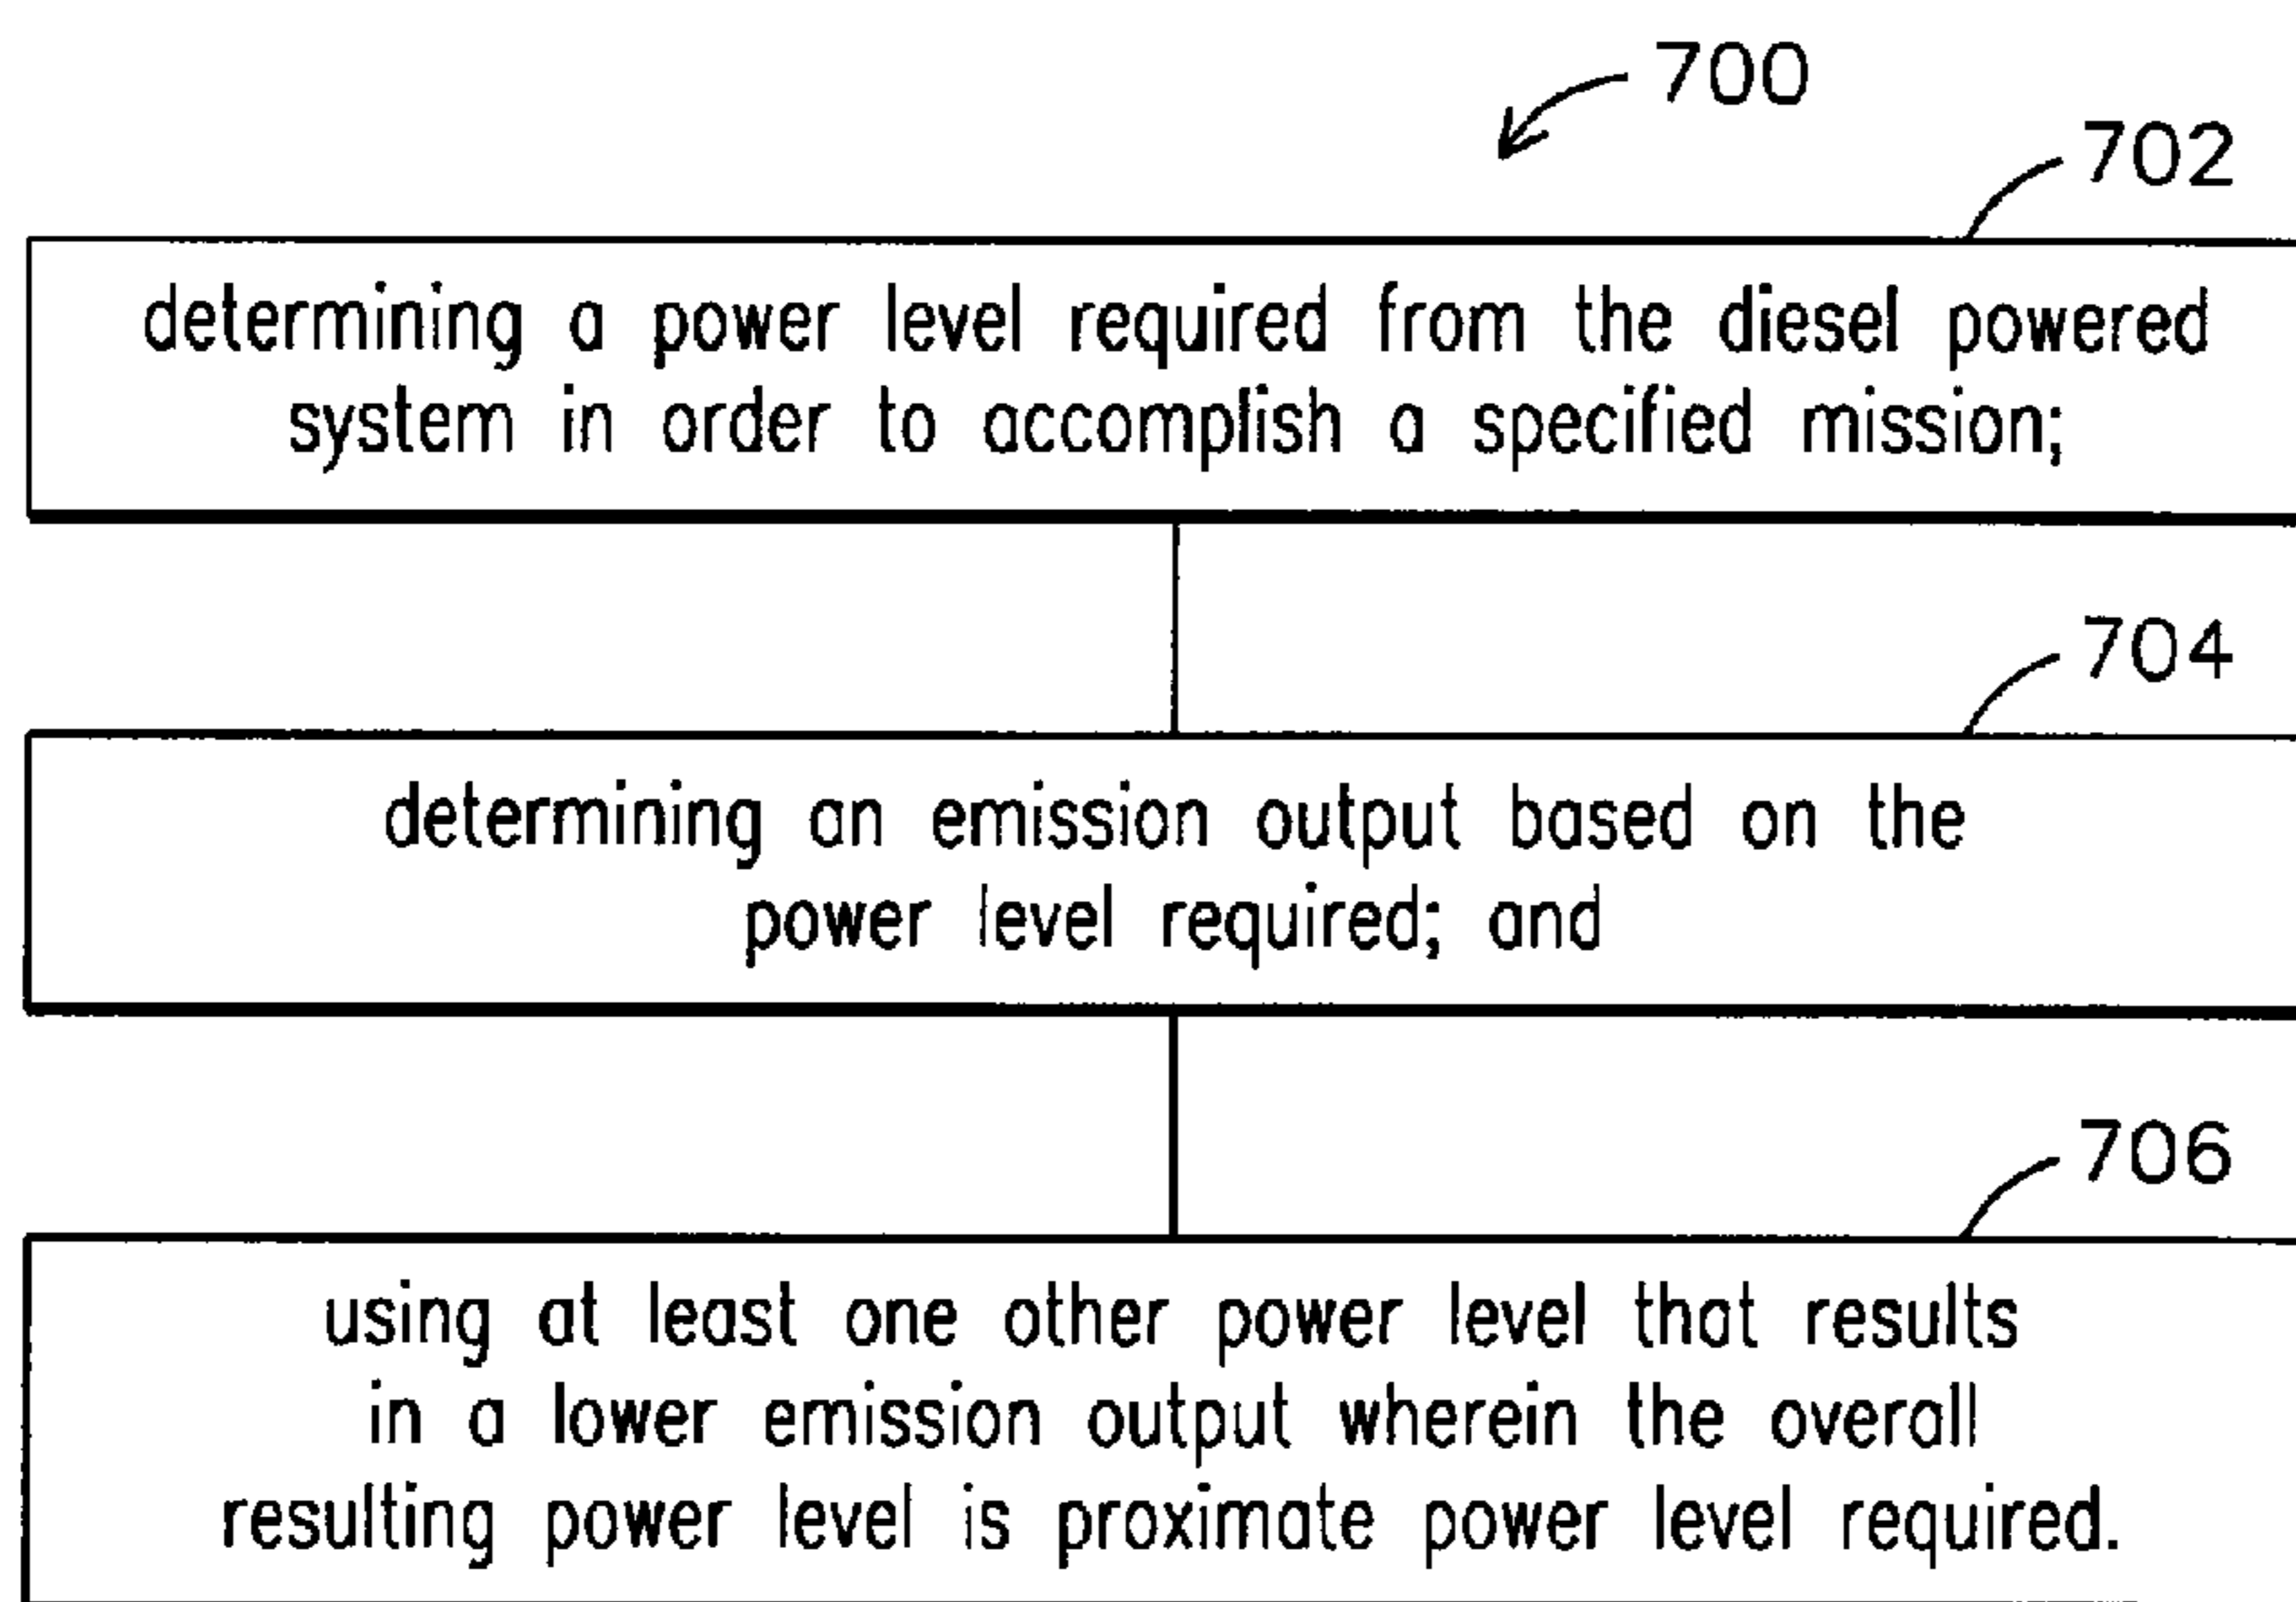 700
702
determining a power level required from the diesel powered
system in order to accomplish a specified mission;
704
determining an emission output based on the
power level required; and
706
using at least one other power level that results
in a lower emission output wherein the overall
resulting power level is proximate power level required.